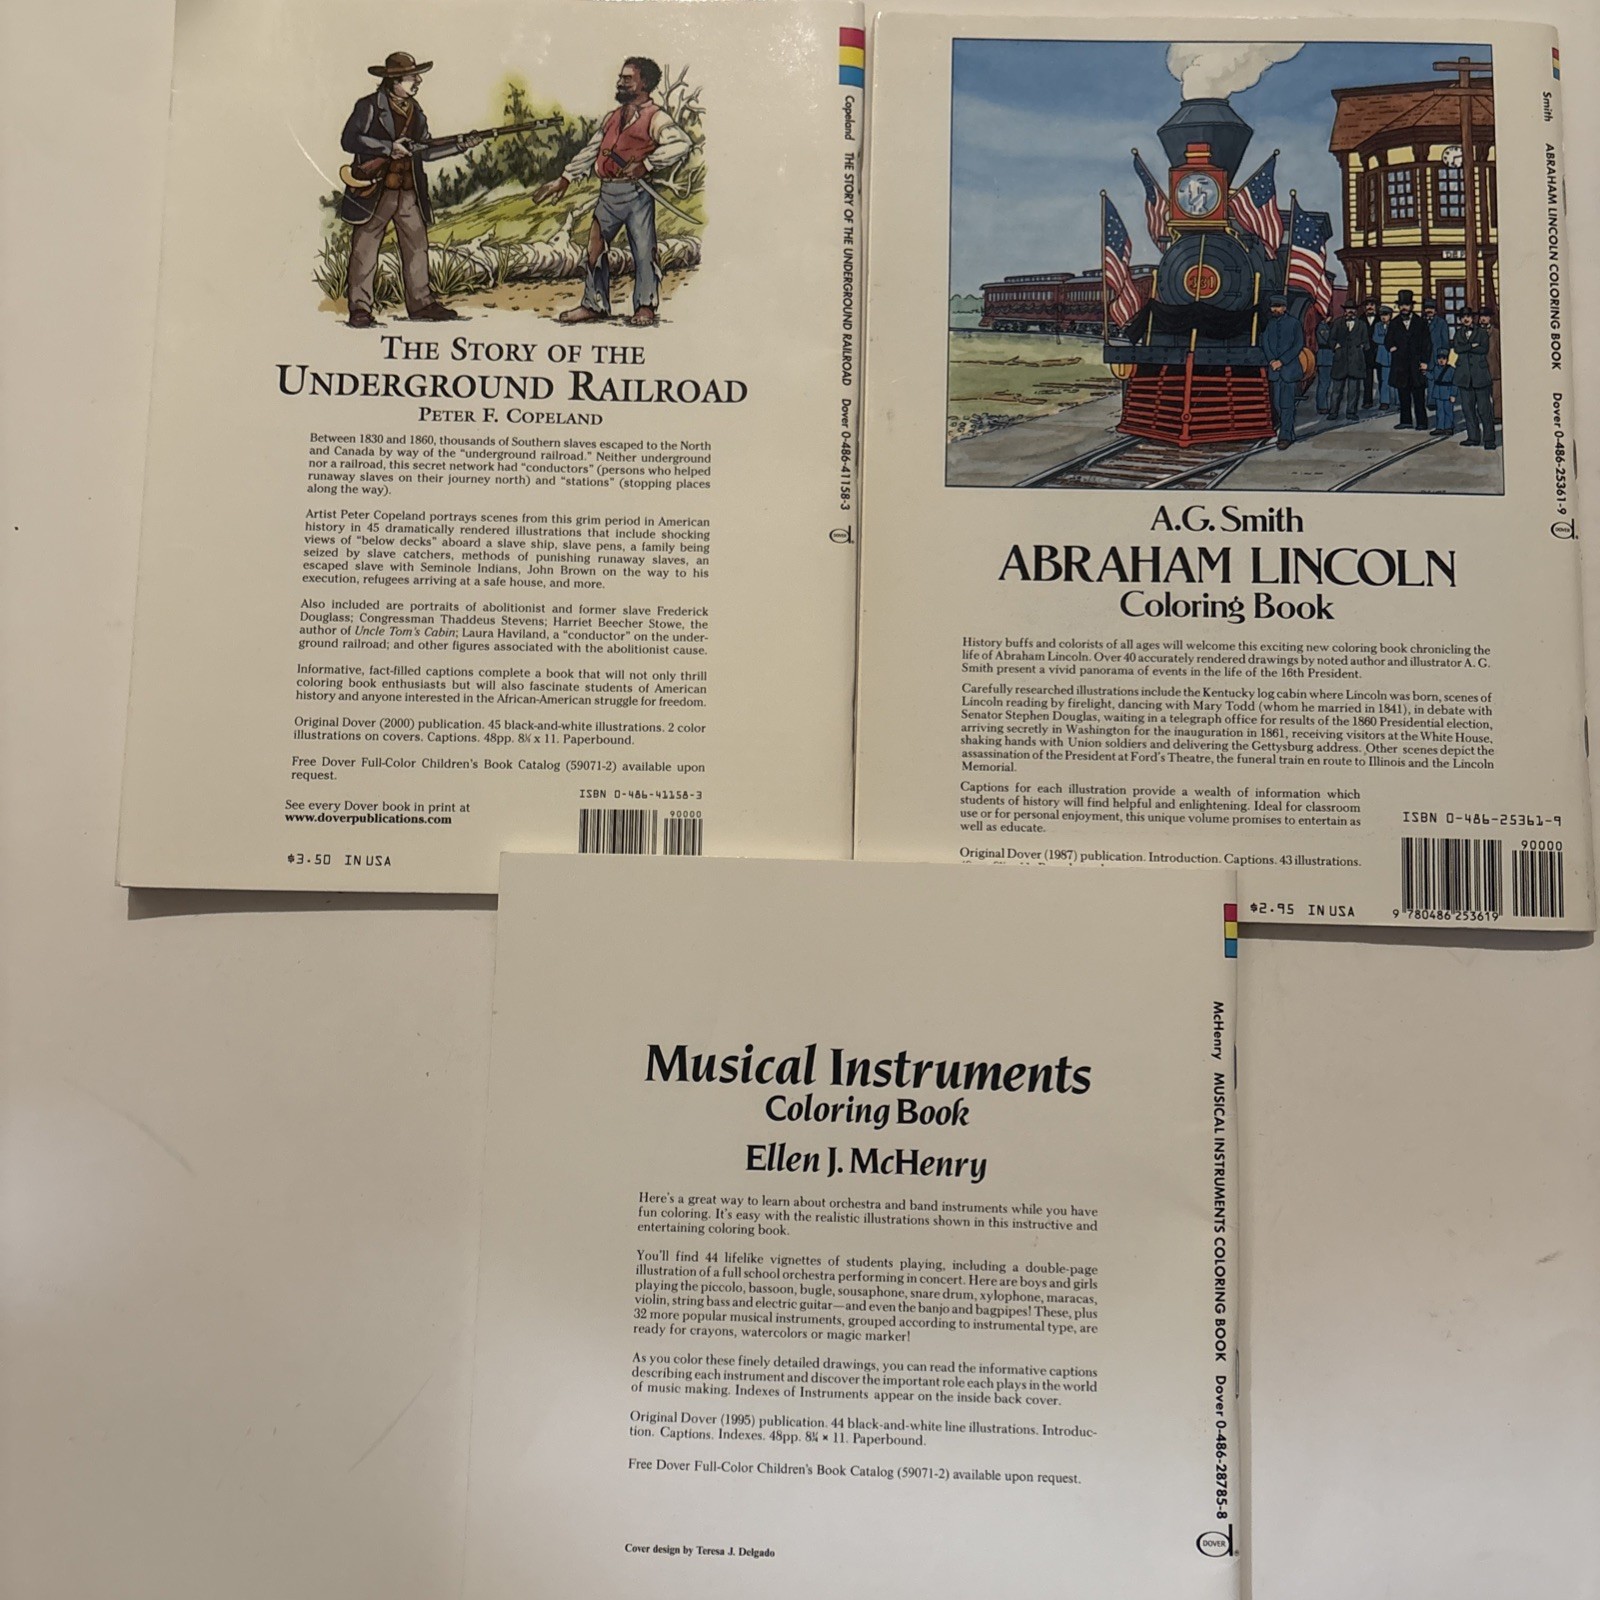 THE STORY OF THE
UNDERGROUND RAILROAD
PETER F. COPELAND
Between 1830 and 1860, thousands of Southern slaves escaped to the North
and Canada by way of the “underground railroad.” Neither underground
nor a railroad, this secret network had “conductors” (persons who helped
runaway slaves on their journey north) and “stations” (stopping places
along the way).
Artist Peter Copeland portrays scenes from this grim period in American
history in 45 dramatically rendered illustrations that include shocking
views of “below decks” aboard a slave ship, slave pens, a family being
seized by slave catchers, methods of punishing runaway slaves, an
escaped slave with Seminole Indians, John Brown on the way to his
execution, refugees arriving at a safe house, and more.
Also included are portraits of abolitionist and former slave Frederick
Douglass; Congressman Thaddeus Stevens; Harriet Beecher Stowe, the
author of Uncle Tom's Cabin; Laura Haviland, a “conductor” on the under-
ground railroad; and other figures associated with the abolitionist cause.
Informative, fact-filled captions complete a book that will not only thrill
coloring book enthusiasts but will also fascinate students of American
history and anyone interested in the African-American struggle for freedom.
Original Dover (2000) publication. 45 black-and-white illustrations. 2 color
illustrations on covers. Captions. 48pp. 8¼ x 11. Paperbound.
Free Dover Full-Color Children's Book Catalog (59071-2) available upon
request.
See every Dover book in print at
www.doverpublications.com
ISBN 0-486-41158-3
90000
$3.50 IN USA
Copeland THE STORY OF THE UNDERGROUND RAILROAD Dover 0-486-41158-3
DOVER
331
A.G. Smith
ABRAHAM LINCOLN
Coloring Book
History buffs and colorists of all ages will welcome this exciting new coloring book chronicling the
life of Abraham Lincoln. Over 40 accurately rendered drawings by noted author and illustrator A. G.
Smith present a vivid panorama of events in the life of the 16th President.
Carefully researched illustrations include the Kentucky log cabin where Lincoln was born, scenes of
Lincoln reading by firelight, dancing with Mary Todd (whom he married in 1841), in debate with
Senator Stephen Douglas, waiting in a telegraph office for results of the 1860 Presidential election,
arriving secretly in Washington for the inauguration in 1861, receiving visitors at the White House,
shaking hands with Union soldiers and delivering the Gettysburg address. Other scenes depict the
assassination of the President at Ford's Theatre, the funeral train en route to Illinois and the Lincoln
Memorial.
Captions for each illustration provide a wealth of information which
students of history will find helpful and enlightening. Ideal for classroom
use or for personal enjoyment, this unique volume promises to entertain as
well as educate.
Original Dover (1987) publication. Introduction. Captions. 43 illustrations.
ISBN 0-486-25361-9
90000
9 780486 253619
$2.95 IN USA
Smith ABRAHAM LINCOLN COLORING BOOK Dover 0-486-25361-9
DOVER
Musical Instruments
Coloring Book
Ellen J. McHenry
Here's a great way to learn about orchestra and band instruments while you have
fun coloring. It's easy with the realistic illustrations shown in this instructive and
entertaining coloring book.
You'll find 44 lifelike vignettes of students playing, including a double-page
illustration of a full school orchestra performing in concert. Here are boys and girls
playing the piccolo, bassoon, bugle, sousaphone, snare drum, xylophone, maracas,
violin, string bass and electric guitar—and even the banjo and bagpipes! These, plus
32 more popular musical instruments, grouped according to instrumental type, are
ready for crayons, watercolors or magic marker!
As you color these finely detailed drawings, you can read the informative captions
describing each instrument and discover the important role each plays in the world
of music making. Indexes of Instruments appear on the inside back cover.
Original Dover (1995) publication. 44 black-and-white line illustrations. Introduc-
tion. Captions. Indexes. 48pp. 8¼ × 11. Paperbound.
Free Dover Full-Color Children's Book Catalog (59071-2) available upon request.
Cover design by Teresa J. Delgado
McHenry MUSICAL INSTRUMENTS COLORING BOOK Dover 0-486-28785-8
DOVER